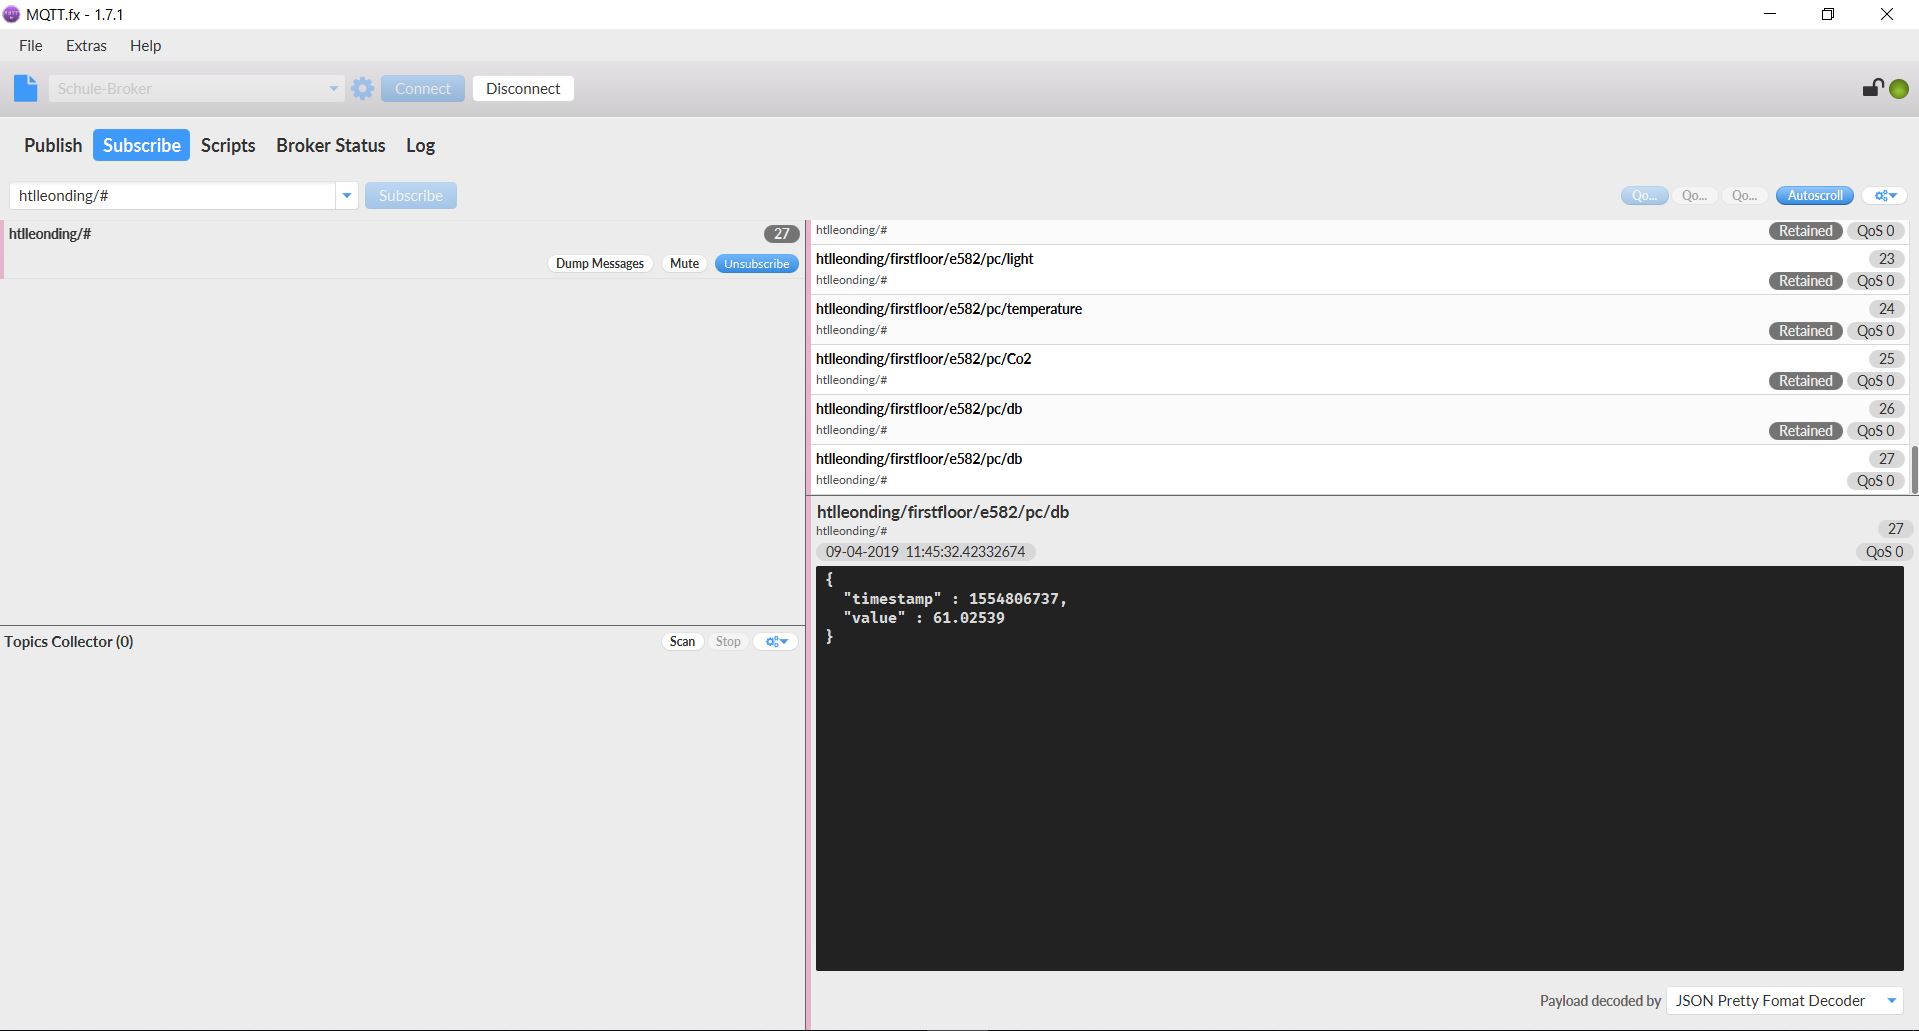 MQTT.fx - 1.7.1
File Extras Help
Schule-Broker Connect Disconnect
Publish Subscribe Scripts Broker Status Log
htlleonding/# Subscribe Qo... Qo... Qo... Autoscroll
htlleonding/# 27
Dump Messages Mute Unsubscribe
Topics Collector (0) Scan Stop
htlleonding/# Retained QoS 0
htlleonding/firstfloor/e582/pc/light 23
htlleonding/# Retained QoS 0
htlleonding/firstfloor/e582/pc/temperature 24
htlleonding/# Retained QoS 0
htlleonding/firstfloor/e582/pc/Co2 25
htlleonding/# Retained QoS 0
htlleonding/firstfloor/e582/pc/db 26
htlleonding/# Retained QoS 0
htlleonding/firstfloor/e582/pc/db 27
htlleonding/# QoS 0
htlleonding/firstfloor/e582/pc/db
htlleonding/# 27
09-04-2019 11:45:32.42332674 QoS 0
{
"timestamp" : 1554806737,
"value" : 61.02539
}
Payload decoded by JSON Pretty Fomat Decoder